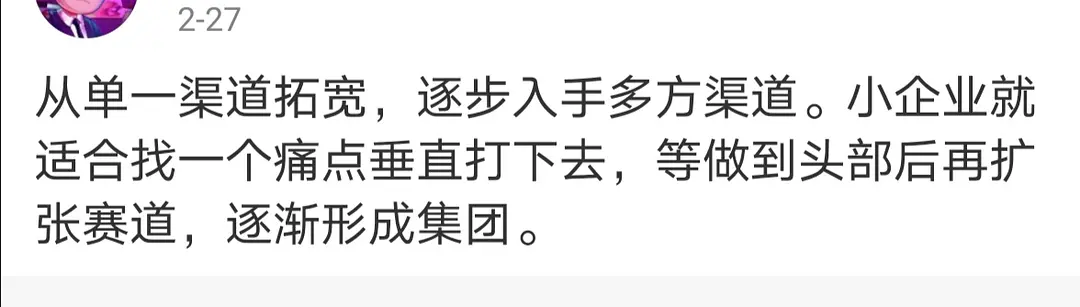 2-27
从单一渠道拓宽，逐步入手多方渠道。小企业就
适合找一个痛点垂直打下去，等做到头部后再扩
张赛道，逐渐形成集团。